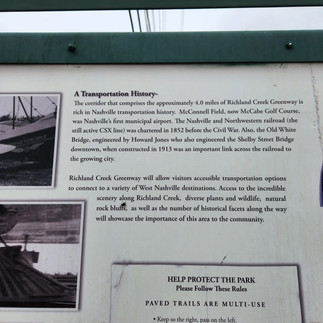 A Transportation History-
The corridor that comprises the approximately 4.0 miles of Richland Creek Greenway is
rich in Nashville transportation history. McConnell Field, now McCabe Golf Course,
was Nashville's first municipal airport. The Nashville and Northwestern railroad (the
still active CSX line) was chartered in 1852 before the Civil War. Also, the Old White
Bridge, engineered by Howard Jones who also engineered the Shelby Street Bridge
downtown, when constructed in 1913 was an important link across the railroad to
the growing city.
Richland Creek Greenway will allow visitors accessible transportation options
to connect to a variety of West Nashville destinations. Access to the incredible
scenery along Richland Creek, diverse plants and wildlife, natural
rock bluffs, as well as the number of historical facets along the way
will showcase the importance of this area to the community.
HELP PROTECT THE PARK
Please Follow These Rules
PAVED TRAILS ARE MULTI-USE
• Keep to the right, pass on the left.